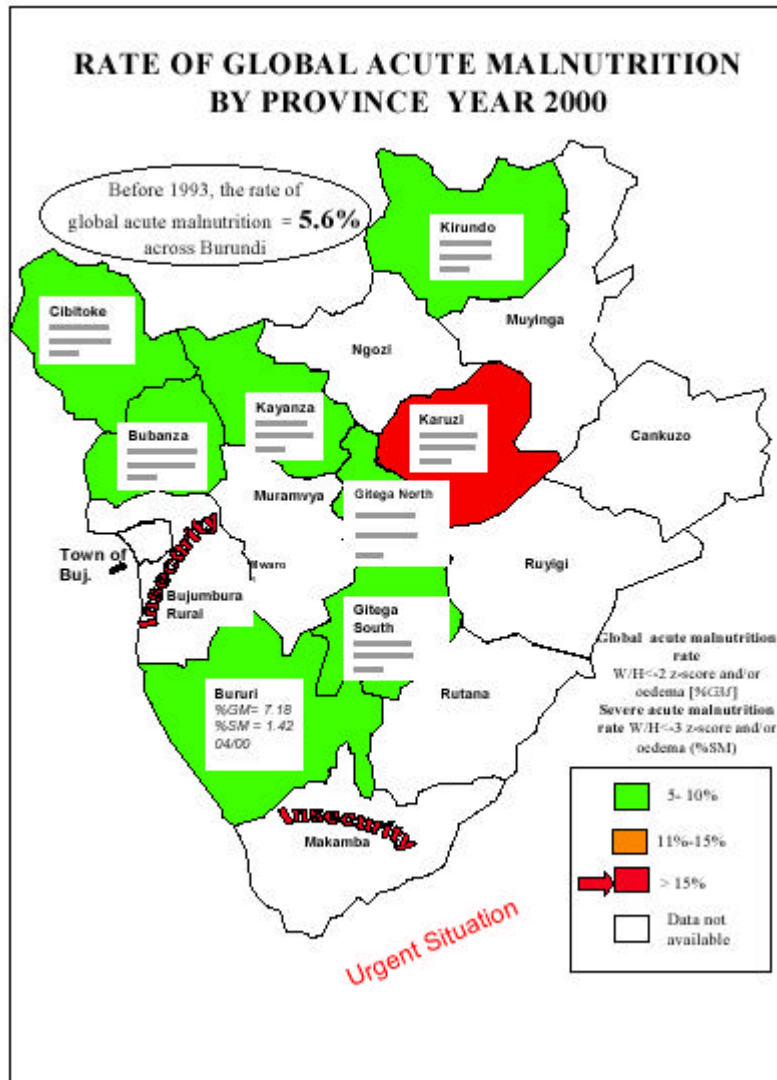 RATE OF GLOBAL ACUTE MALNUTRITION
BY PROVINCE YEAR 2000
Before 1993, the rate of
global acute malnutrition = 5.6%
across Burundi
Kirundo
Cibitoke
Muyinga
Ngozi
Kayanza
Karuzi
Bubanza
Cankuzo
Muramvya
Gitega North
Insecurity
Town of
Buj.
Mwaro
Ruyigi
Bujumbura
Rural
Gitega
South
Global acute malnutrition
rate
W/H<-2 z-score and/or
oedema [%GM]
Severe acute malnutrition
rate W/H<-3 z-score and/or
oedema (%SM)
Bururi
%GM= 7.18
%SM = 1.42
04/00
Rutana
5- 10%
Insecurity
Makamba
11%-15%
> 15%
Data not
available
Urgent Situation